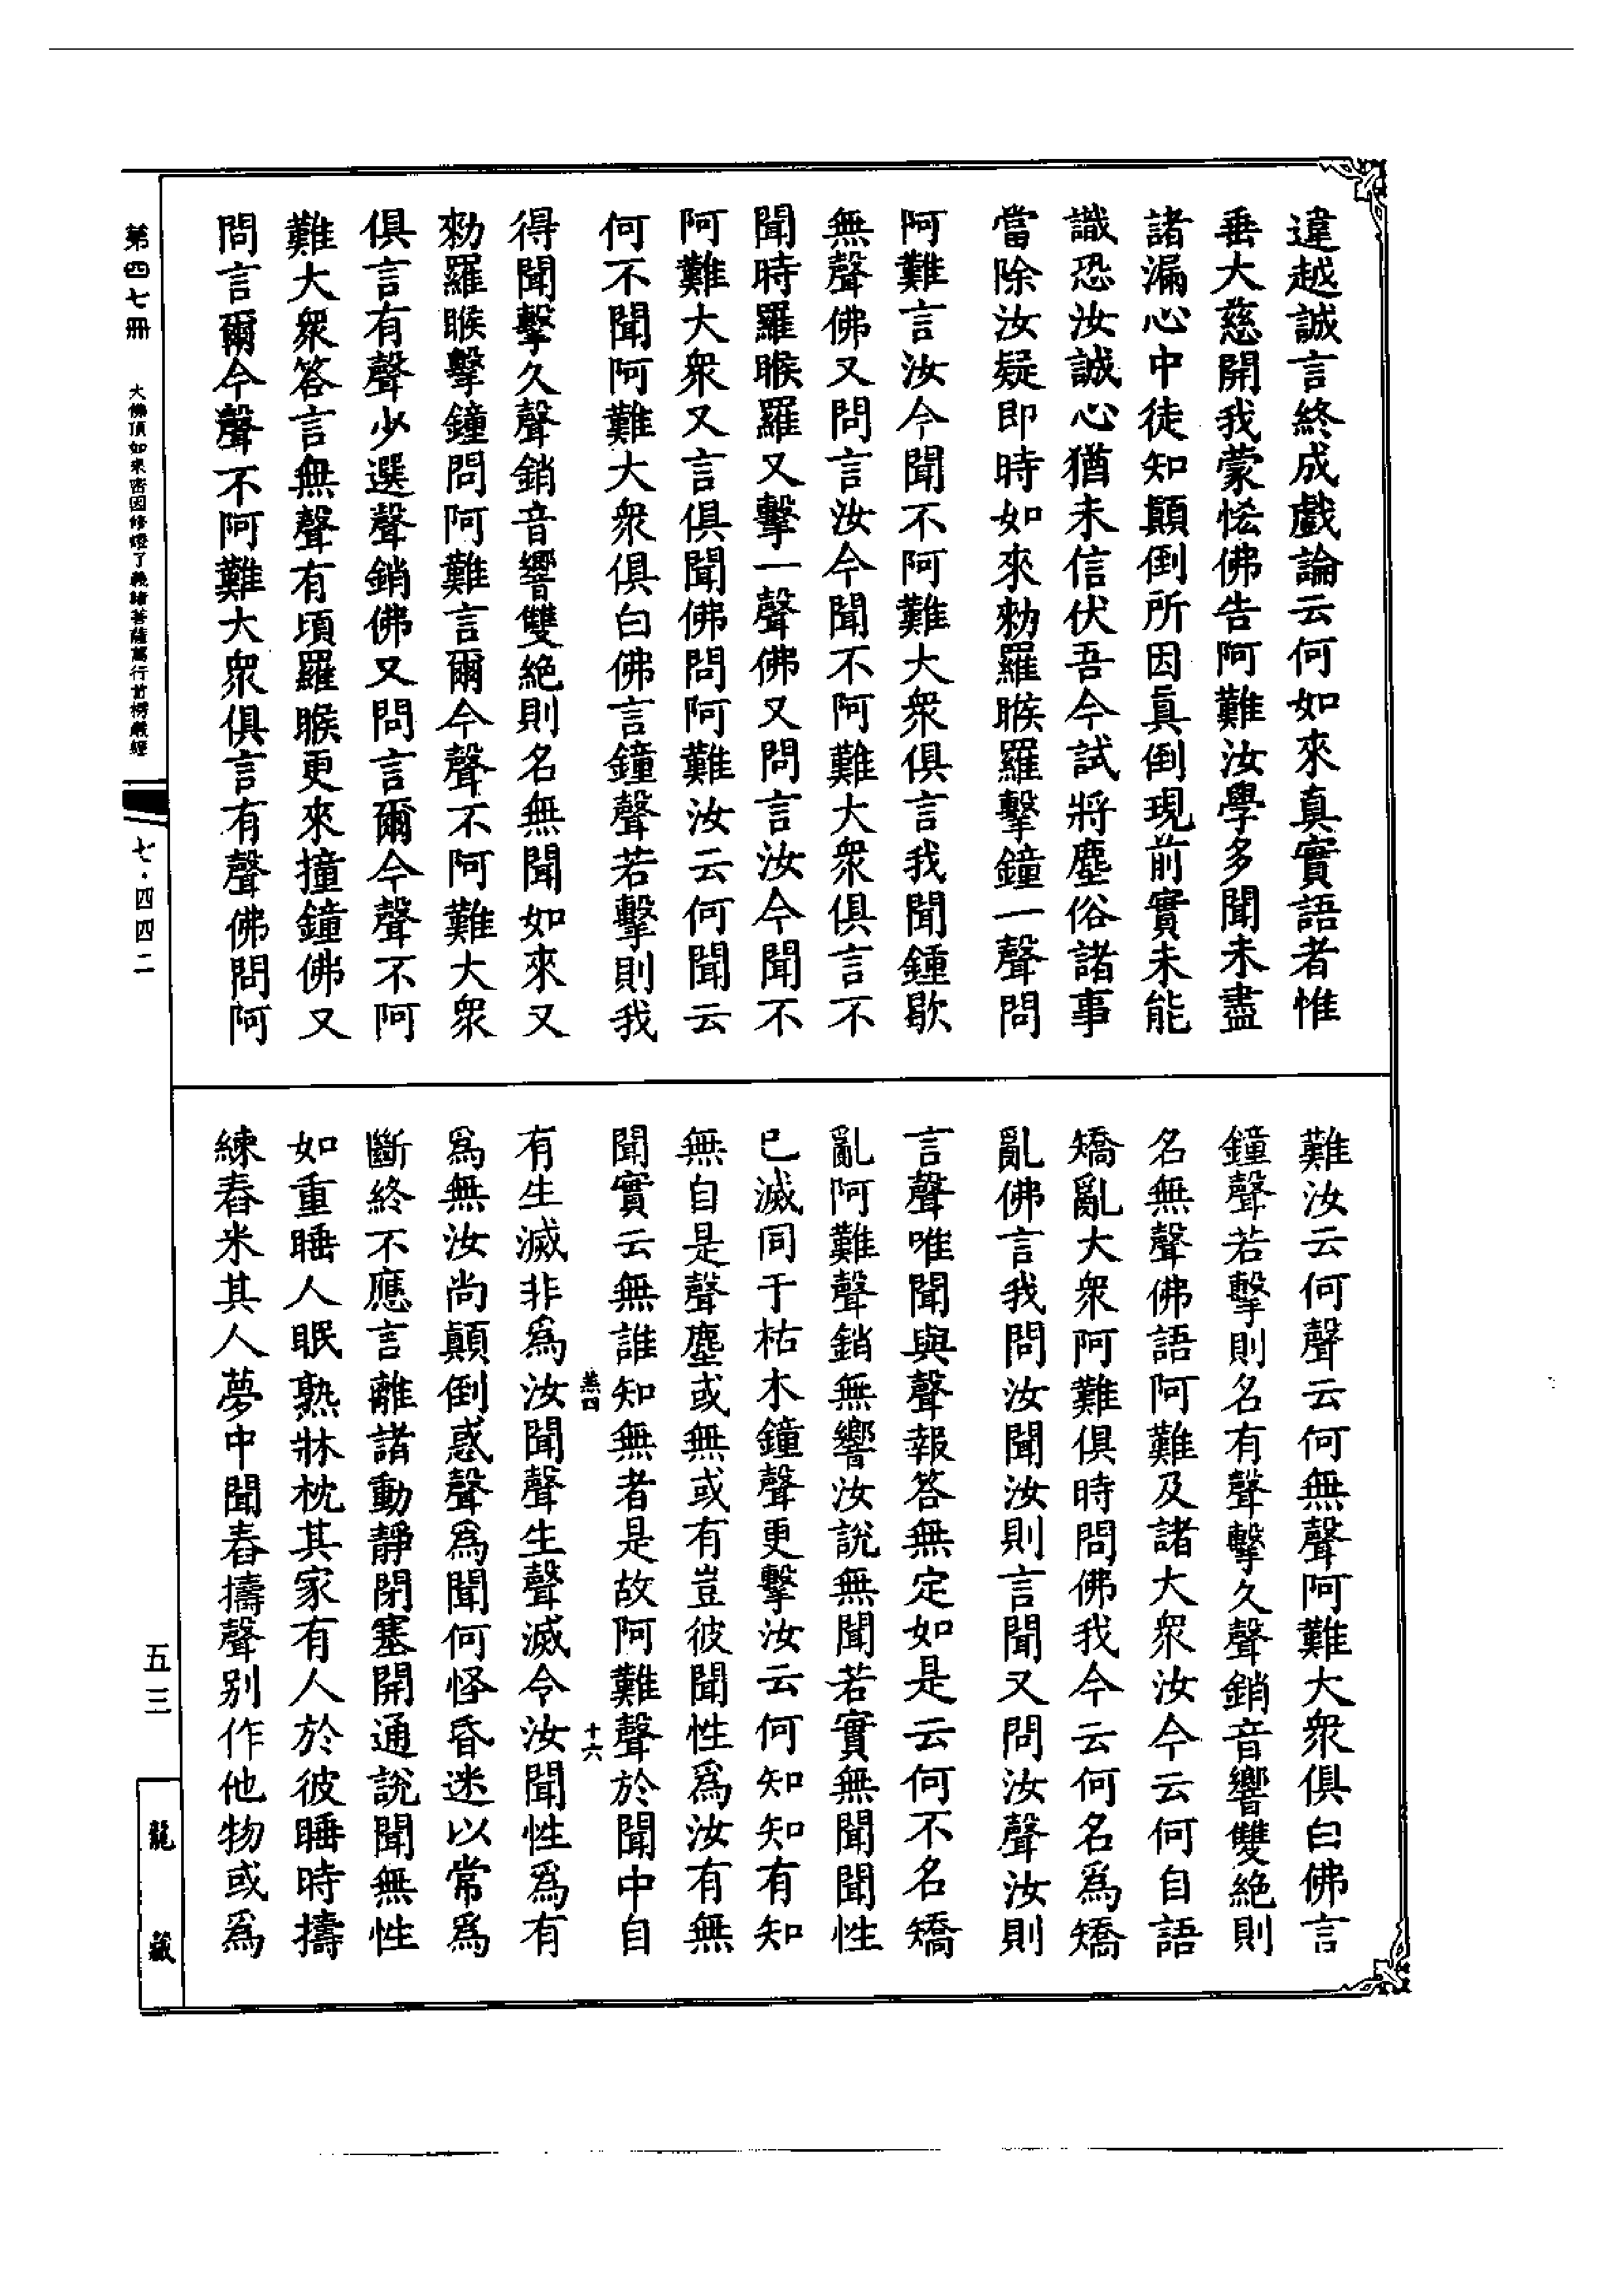 違越誠言終成戲論云何如來真實語者惟
垂大慈開我蒙恡佛告阿難汝學多聞未盡
諸漏心中徒知顛倒所因真倒現前實未能
識恐汝誠心猶未信伏吾今試將塵俗諸事
當除汝疑即時如來勑羅睺羅擊鐘一聲問
阿難言汝今聞不阿難大衆俱言我聞鍾歇
無聲佛又問言汝今聞不阿難大衆俱言不
聞時羅睺羅又擊一聲佛又問言汝今聞不
阿難大衆又言俱聞佛問阿難汝云何聞云
何不聞阿難大衆俱白佛言鐘聲若擊則我
得聞擊久聲銷音響雙絶則名無聞如來又
勑羅睺擊鐘問阿難言爾今聲不阿難大衆
俱言有聲少選聲銷佛又問言爾今聲不阿
難大衆答言無聲有頃羅睺更來撞鐘佛又
問言爾今聲不阿難大衆俱言有聲佛問阿
難汝云何聲云何無聲阿難大衆俱白佛言
鐘聲若擊則名有聲擊久聲銷音響雙絶則
名無聲佛語阿難及諸大衆汝今云何自語
矯亂大衆阿難俱時問佛我今云何名爲矯
亂佛言我問汝聞汝則言聞又問汝聲汝則
言聲唯聞與聲報答無定如是云何不名矯
亂阿難聲銷無響汝說無聞若實無聞聞性
已滅同于枯木鐘聲更擊汝云何知知有知
無自是聲塵或無或有豈彼聞性爲汝有無
聞實云無誰知無者是故阿難聲於聞中自
十六
有生滅非爲汝聞聲生聲滅令汝聞性爲有
爲無汝尚顛倒惑聲爲聞何怪昏迷以常爲
斷終不應言離諸動靜閉塞開通說聞無性
如重睡人眠熟牀枕其家有人於彼睡時擣
練舂米其人夢中聞舂擣聲别作他物或爲
第四七冊
大佛頂如來密因修證了義諸菩薩萬行首楞嚴經
七·四四二
五三
龍藏